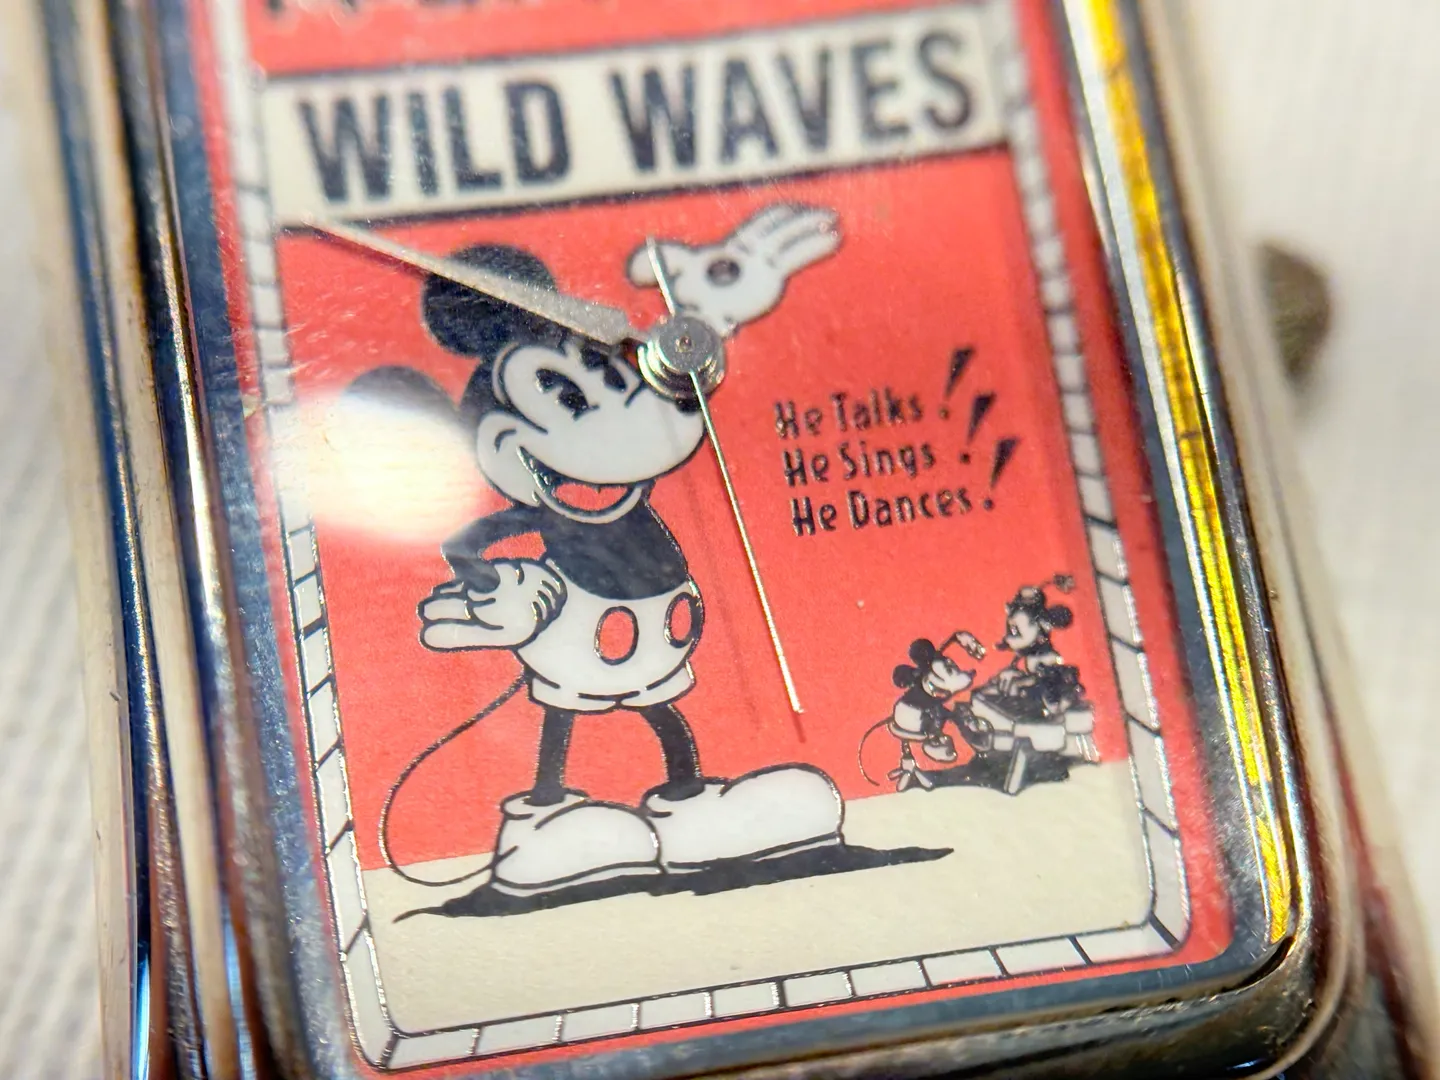 WILD WAVES
He Talks!
He Sings!
He Dances!